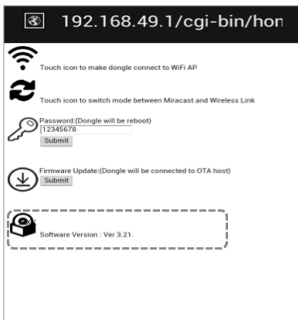 192.168.49.1/cgi-bin/hon
Touch icon to make dongle connect to WiFi AP
Touch icon to switch mode between Miracast and Wireless Link
Password:(Dongle will be reboot)
12345678
Submit
Firmware Update:(Dongle will be connected to OTA host)
Submit
Software Version : Ver 3.21.